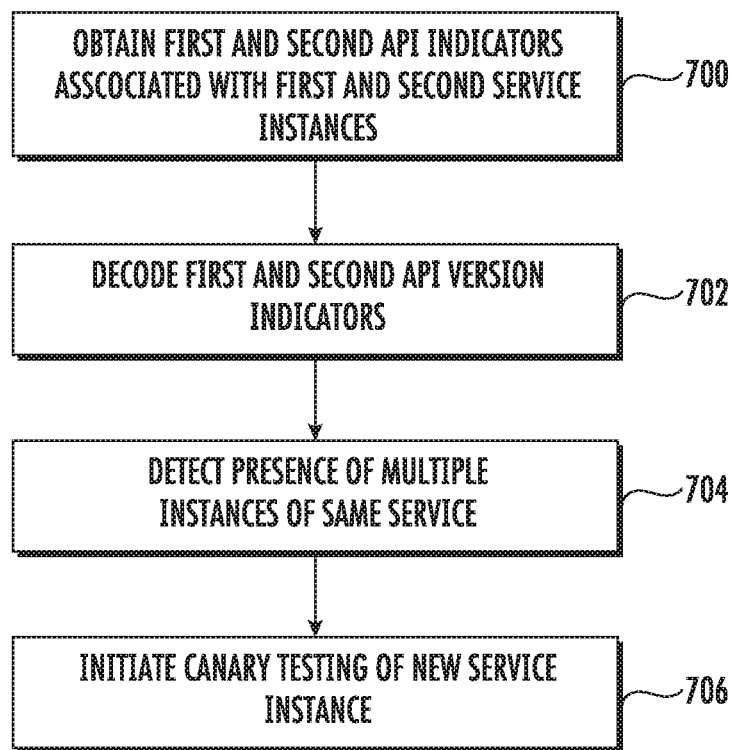 OBTAIN FIRST AND SECOND API INDICATORS
ASSCOCIATED WITH FIRST AND SECOND SERVICE
INSTANCES
700
DECODE FIRST AND SECOND API VERSION
INDICATORS
702
DETECT PRESENCE OF MULTIPLE
INSTANCES OF SAME SERVICE
704
INITIATE CANARY TESTING OF NEW SERVICE
INSTANCE
706